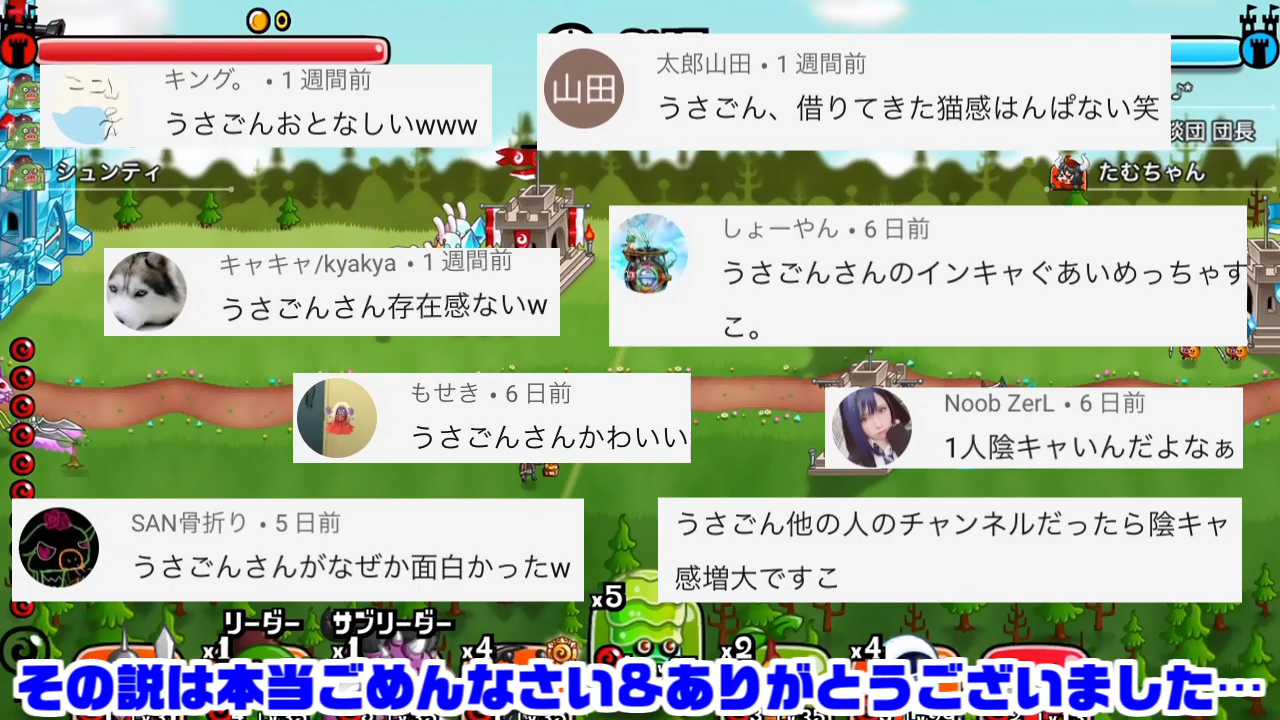 キング。 • 1 週間前
うさごんおとなしいwww
太郎山田 • 1 週間前
山田
うさごん、借りてきた猫感はんぱない笑
団長
シュンティ
たむちゃん
キャキャ/kyakya • 1 週間前
うさごんさん存在感ないw
しょーやん • 6 日前
うさごんさんのインキャぐあいめっちゃす
こ。
もせき • 6 日前
うさごんさんかわいい
Noob ZerL • 6 日前
1人陰キャいんだよなぁ
SAN骨折り • 5 日前
うさごんさんがなぜか面白かったw
うさごん他の人のチャンネルだったら陰キャ
感増大ですこ
x5
リーダー サブリーダー
x1 x1 x4 x2 x4
その説は本当ごめんなさい&ありがとうございました…